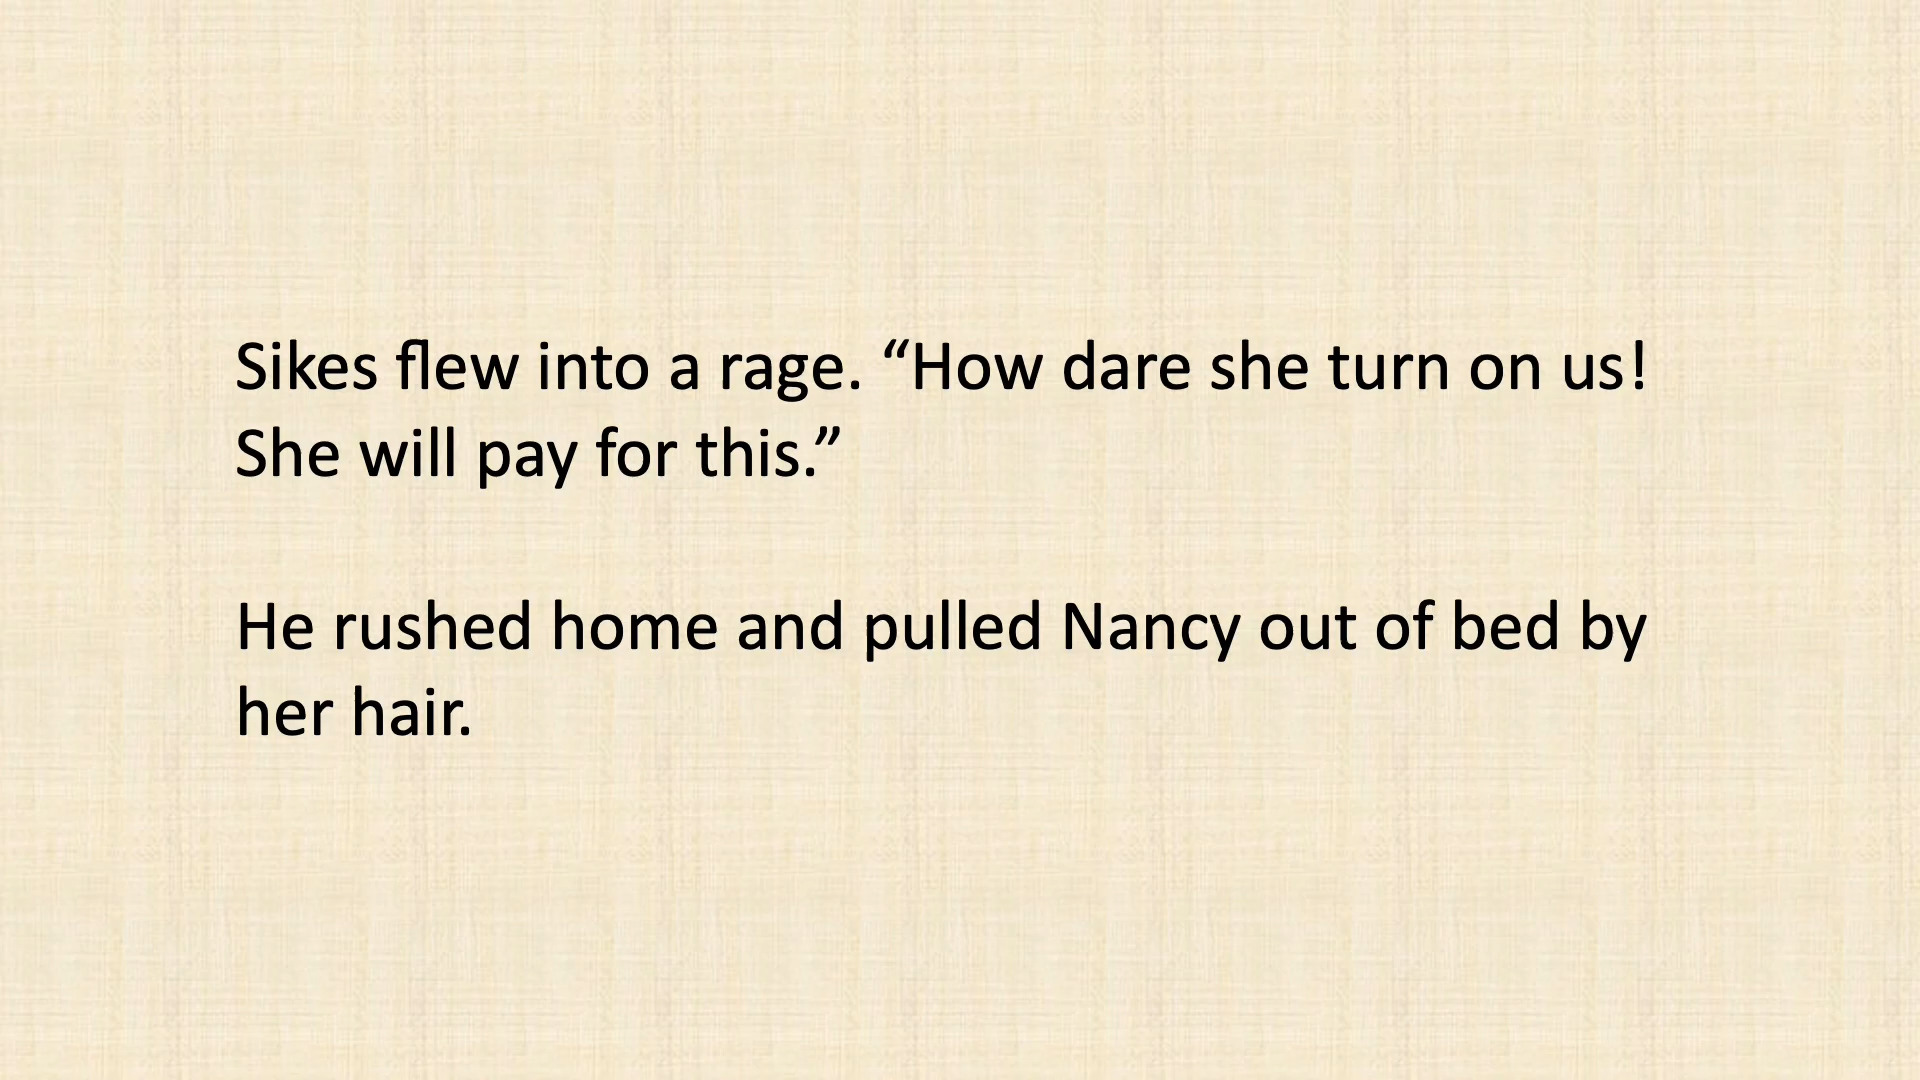 Sikes flew into a rage. “How dare she turn on us!
She will pay for this.”
He rushed home and pulled Nancy out of bed by
her hair.